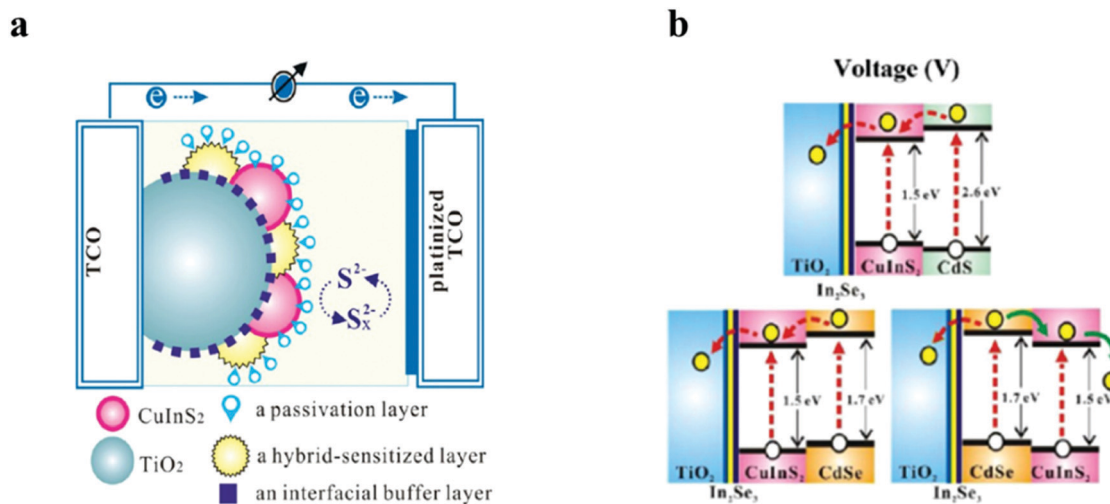 a
e
e
TCO
platinized
TCO
S²⁻
Sₓ²⁻
CuInS₂
a passivation layer
TiO₂
a hybrid-sensitized layer
an interfacial buffer layer
b
Voltage (V)
1.5 eV
2.6 eV
TiO₂
CuInS₂
CdS
In₂Se₃
1.5 eV
1.7 eV
TiO₂
CuInS₂
CdSe
In₂Se₃
1.7 eV
1.5 eV
TiO₂
CdSe
CuInS₂
In₂Se₃